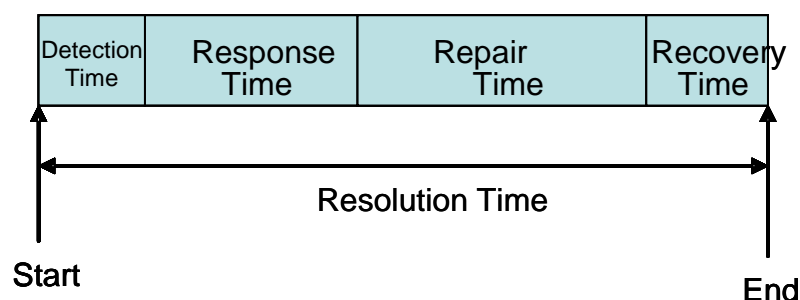 Detection
Time
Response
Time
Repair
Time
Recovery
Time
Resolution Time
Start
End